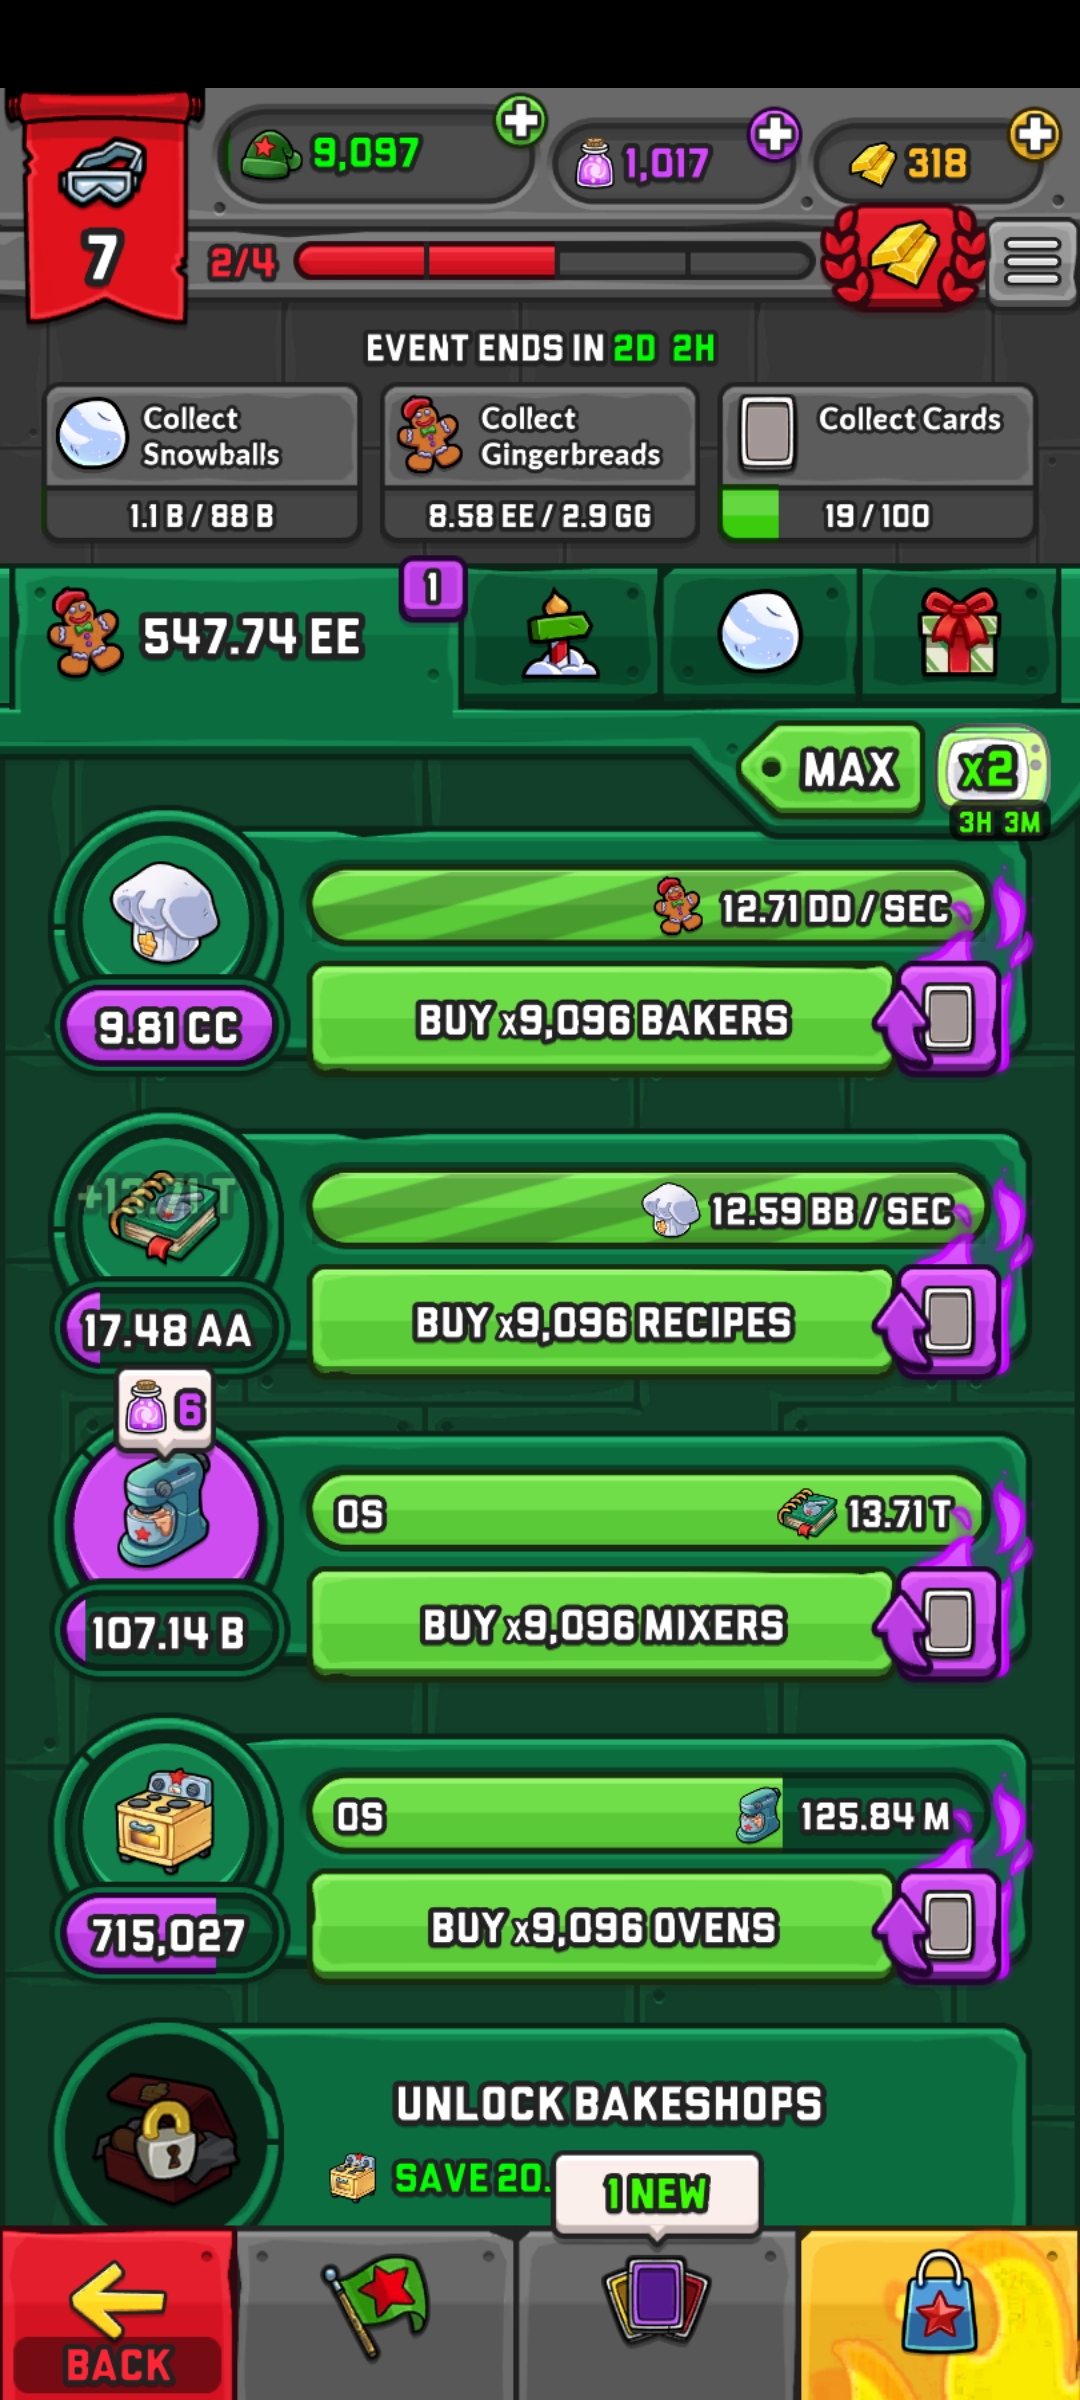 9,097
1,017
318
7
2/4
EVENT ENDS IN 2D 2H
Collect
Snowballs
1.1 B / 88 B
Collect
Gingerbreads
8.58 EE / 2.9 GG
Collect Cards
19 / 100
547.74 EE
1
MAX
x2
3H 3M
12.71 DD / SEC
9.81 CC
BUY x9,096 BAKERS
+13.71 T
12.59 BB / SEC
17.48 AA
BUY x9,096 RECIPES
6
0S
13.71 T
107.14 B
BUY x9,096 MIXERS
0S
125.84 M
715,027
BUY x9,096 OVENS
UNLOCK BAKESHOPS
SAVE 20.
1 NEW
BACK